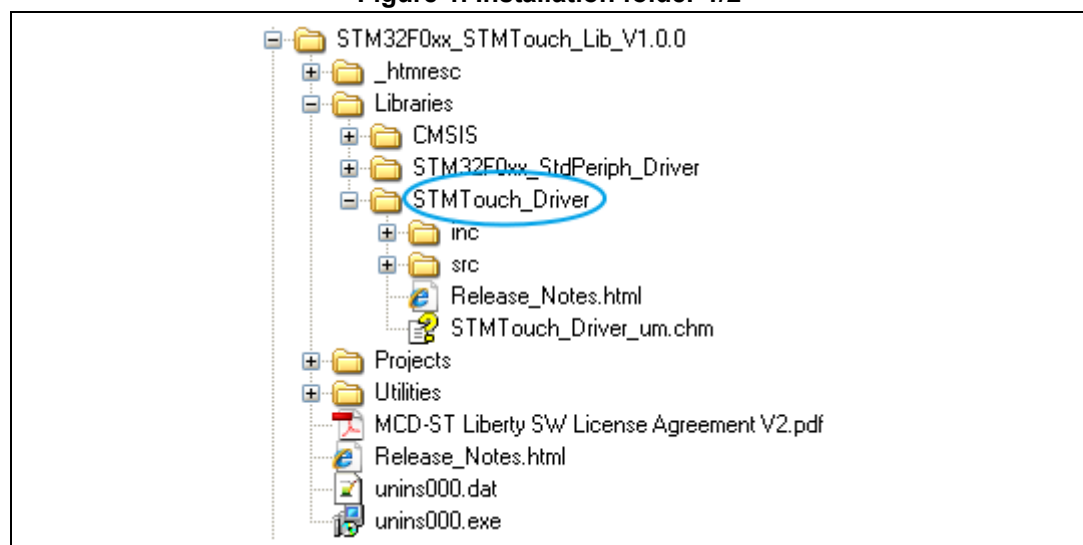 Figure 1. Installation folder 1/2
STM32F0xx_STMTouch_Lib_V1.0.0
_htmresc
Libraries
CMSIS
STM32F0xx_StdPeriph_Driver
STMTouch_Driver
inc
src
Release_Notes.html
STMTouch_Driver_um.chm
Projects
Utilities
MCD-ST Liberty SW License Agreement V2.pdf
Release_Notes.html
unins000.dat
unins000.exe